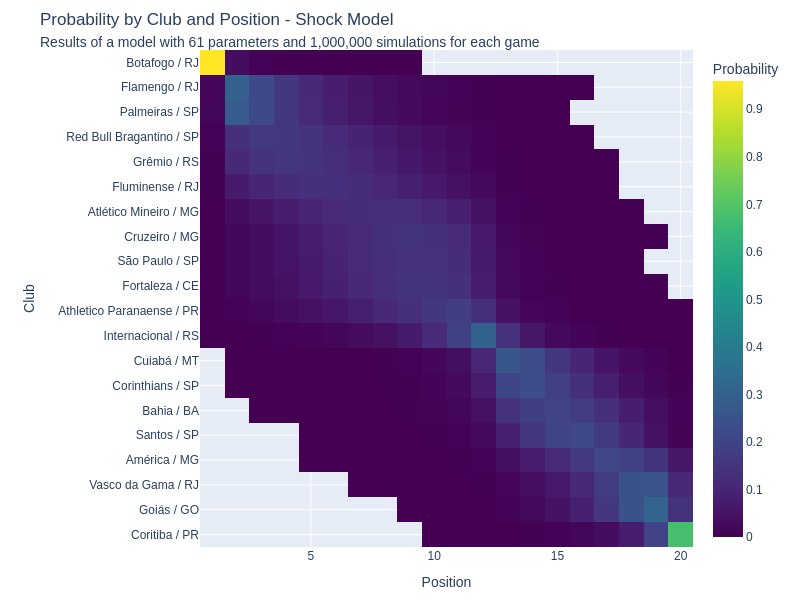 Probability by Club and Position - Shock Model
Results of a model with 61 parameters and 1,000,000 simulations for each game
Probability
Club
Botafogo / RJ
Flamengo / RJ
Palmeiras / SP
Red Bull Bragantino / SP
Grêmio / RS
Fluminense / RJ
Atlético Mineiro / MG
Cruzeiro / MG
São Paulo / SP
Fortaleza / CE
Athletico Paranaense / PR
Internacional / RS
Cuiabá / MT
Corinthians / SP
Bahia / BA
Santos / SP
América / MG
Vasco da Gama / RJ
Goiás / GO
Coritiba / PR
0.9
0.8
0.7
0.6
0.5
0.4
0.3
0.2
0.1
0
5 10 15 20
Position